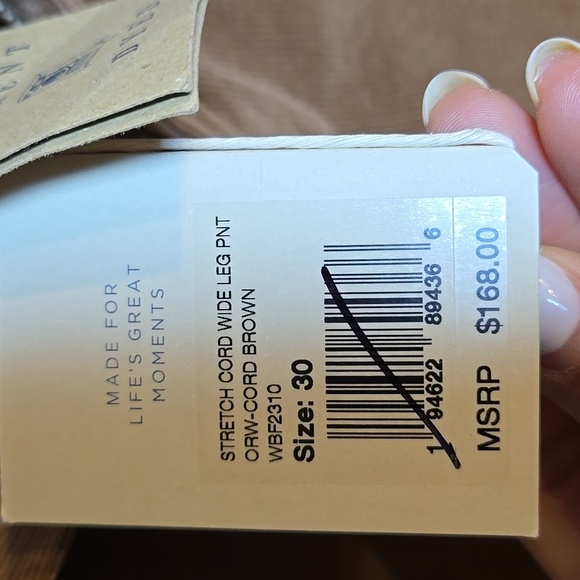 MADE FOR
LIFE'S GREAT
MOMENTS
STRETCH CORD WIDE LEG PNT
ORW-CORD BROWN
WBF2310
Size: 30
1 94622 89436 6
MSRP $168.00